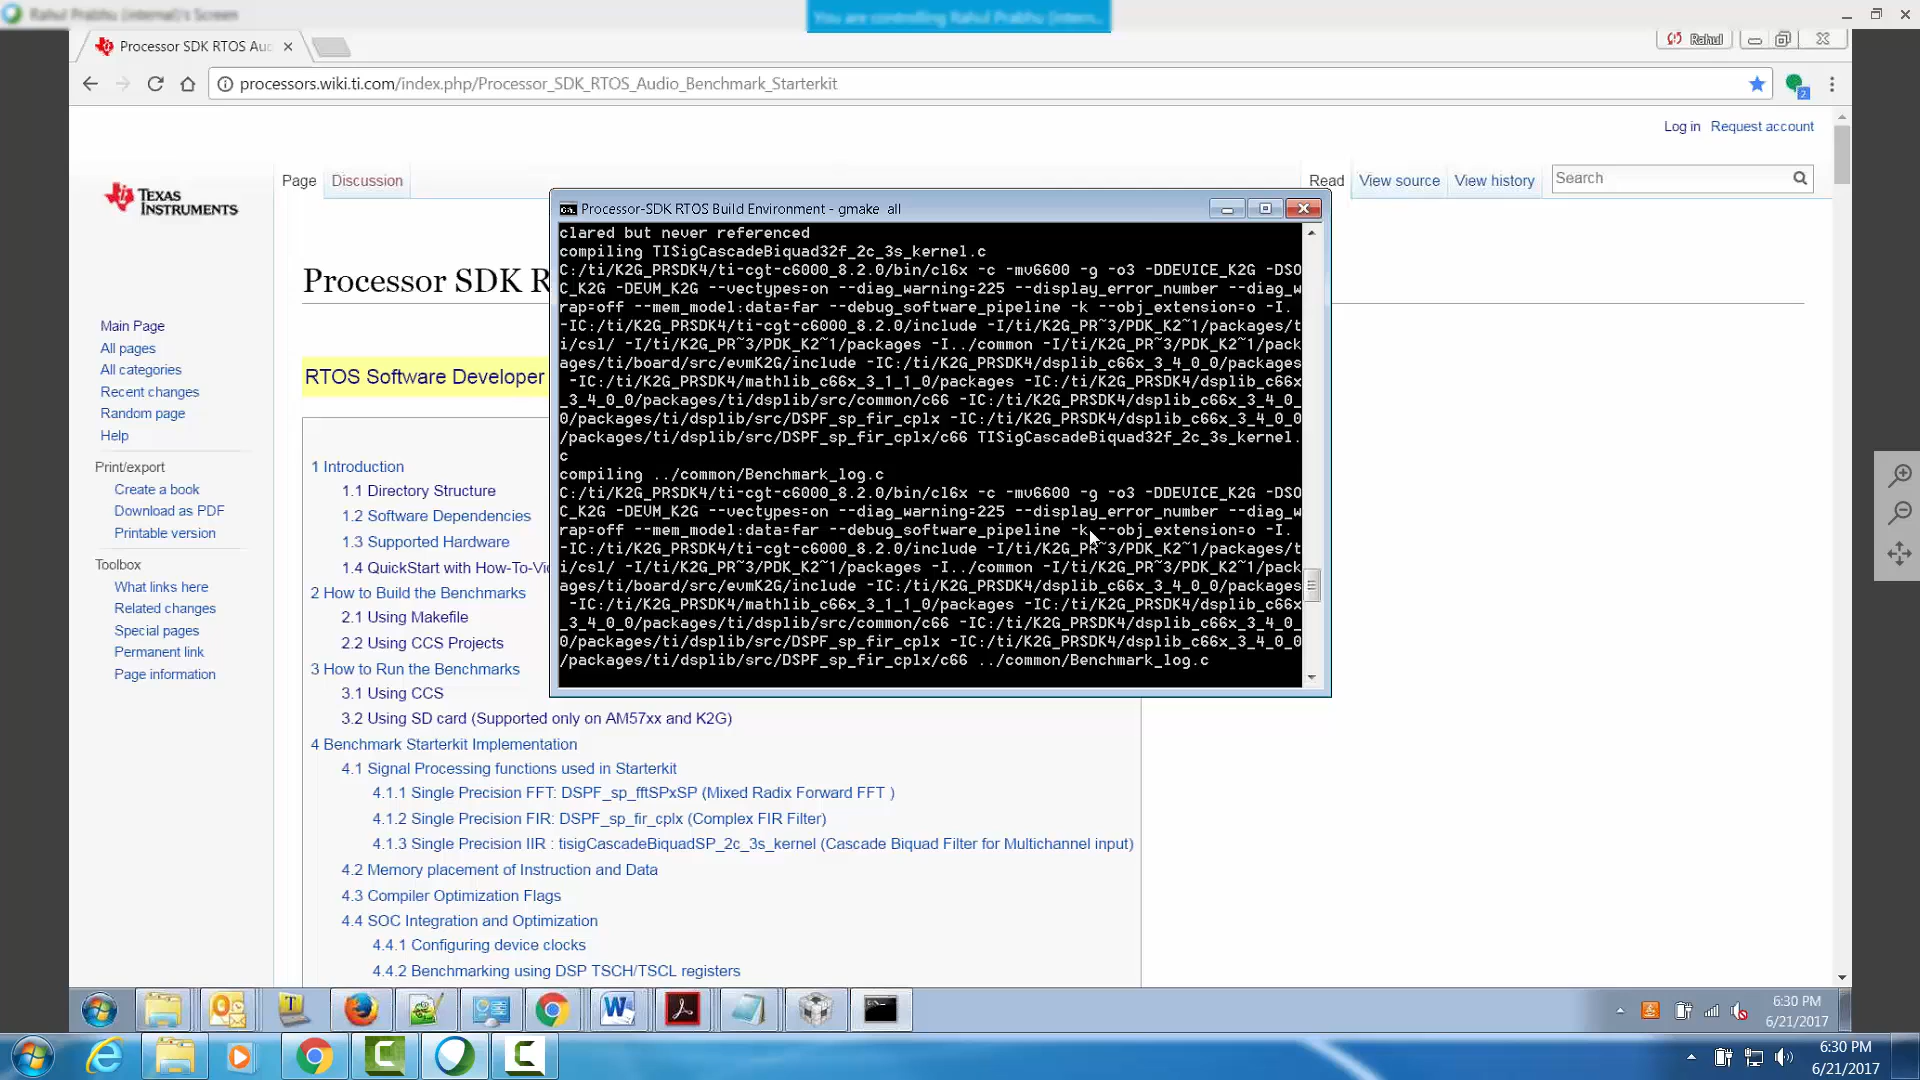 Rahul Prabhu (internal)'s Screen
You are controlling Rahul Prabhu (intern...
Processor SDK RTOS Auc
Rahul
processors.wiki.ti.com/index.php/Processor_SDK_RTOS_Audio_Benchmark_Starterkit
2
Log in Request account
TEXAS INSTRUMENTS
Page Discussion
Read View source View history Search
Processor SDK R
RTOS Software Developer
Main Page
All pages
All categories
Recent changes
Random page
Help
Print/export
Create a book
Download as PDF
Printable version
Toolbox
What links here
Related changes
Special pages
Permanent link
Page information
1 Introduction
1.1 Directory Structure
1.2 Software Dependencies
1.3 Supported Hardware
1.4 QuickStart with How-To-Vi
2 How to Build the Benchmarks
2.1 Using Makefile
2.2 Using CCS Projects
3 How to Run the Benchmarks
3.1 Using CCS
3.2 Using SD card (Supported only on AM57xx and K2G)
4 Benchmark Starterkit Implementation
4.1 Signal Processing functions used in Starterkit
4.1.1 Single Precision FFT: DSPF_sp_fftSPxSP (Mixed Radix Forward FFT )
4.1.2 Single Precision FIR: DSPF_sp_fir_cplx (Complex FIR Filter)
4.1.3 Single Precision IIR : tisigCascadeBiquadSP_2c_3s_kernel (Cascade Biquad Filter for Multichannel input)
4.2 Memory placement of Instruction and Data
4.3 Compiler Optimization Flags
4.4 SOC Integration and Optimization
4.4.1 Configuring device clocks
4.4.2 Benchmarking using DSP TSCH/TSCL registers
Processor-SDK RTOS Build Environment - gmake all
clared but never referenced
compiling TISigCascadeBiquad32f_2c_3s_kernel.c
C:/ti/K2G_PRSDK4/ti-cgt-c6000_8.2.0/bin/cl6x -c -mv6600 -g -o3 -DDEVICE_K2G -DSO
C_K2G -DEVM_K2G --vectypes=on --diag_warning=225 --display_error_number --diag_w
rap=off --mem_model:data=far --debug_software_pipeline -k --obj_extension=o -I.
-IC:/ti/K2G_PRSDK4/ti-cgt-c6000_8.2.0/include -I/ti/K2G_PR~3/PDK_K2~1/packages/t
i/csl/ -I/ti/K2G_PR~3/PDK_K2~1/packages -I../common -I/ti/K2G_PR~3/PDK_K2~1/pack
ages/ti/board/src/evmK2G/include -IC:/ti/K2G_PRSDK4/dsplib_c66x_3_4_0_0/packages
-IC:/ti/K2G_PRSDK4/mathlib_c66x_3_1_1_0/packages -IC:/ti/K2G_PRSDK4/dsplib_c66x
_3_4_0_0/packages/ti/dsplib/src/common/c66 -IC:/ti/K2G_PRSDK4/dsplib_c66x_3_4_0_
0/packages/ti/dsplib/src/DSPF_sp_fir_cplx -IC:/ti/K2G_PRSDK4/dsplib_c66x_3_4_0_0
/packages/ti/dsplib/src/DSPF_sp_fir_cplx/c66 TISigCascadeBiquad32f_2c_3s_kernel.
c
compiling ../common/Benchmark_log.c
C:/ti/K2G_PRSDK4/ti-cgt-c6000_8.2.0/bin/cl6x -c -mv6600 -g -o3 -DDEVICE_K2G -DSO
C_K2G -DEVM_K2G --vectypes=on --diag_warning=225 --display_error_number --diag_w
rap=off --mem_model:data=far --debug_software_pipeline -k --obj_extension=o -I.
-IC:/ti/K2G_PRSDK4/ti-cgt-c6000_8.2.0/include -I/ti/K2G_PR~3/PDK_K2~1/packages/t
i/csl/ -I/ti/K2G_PR~3/PDK_K2~1/packages -I../common -I/ti/K2G_PR~3/PDK_K2~1/pack
ages/ti/board/src/evmK2G/include -IC:/ti/K2G_PRSDK4/dsplib_c66x_3_4_0_0/packages
-IC:/ti/K2G_PRSDK4/mathlib_c66x_3_1_1_0/packages -IC:/ti/K2G_PRSDK4/dsplib_c66x
_3_4_0_0/packages/ti/dsplib/src/common/c66 -IC:/ti/K2G_PRSDK4/dsplib_c66x_3_4_0_
0/packages/ti/dsplib/src/DSPF_sp_fir_cplx -IC:/ti/K2G_PRSDK4/dsplib_c66x_3_4_0_0
/packages/ti/dsplib/src/DSPF_sp_fir_cplx/c66 ../common/Benchmark_log.c
6:30 PM
6/21/2017
6:30 PM
6/21/2017